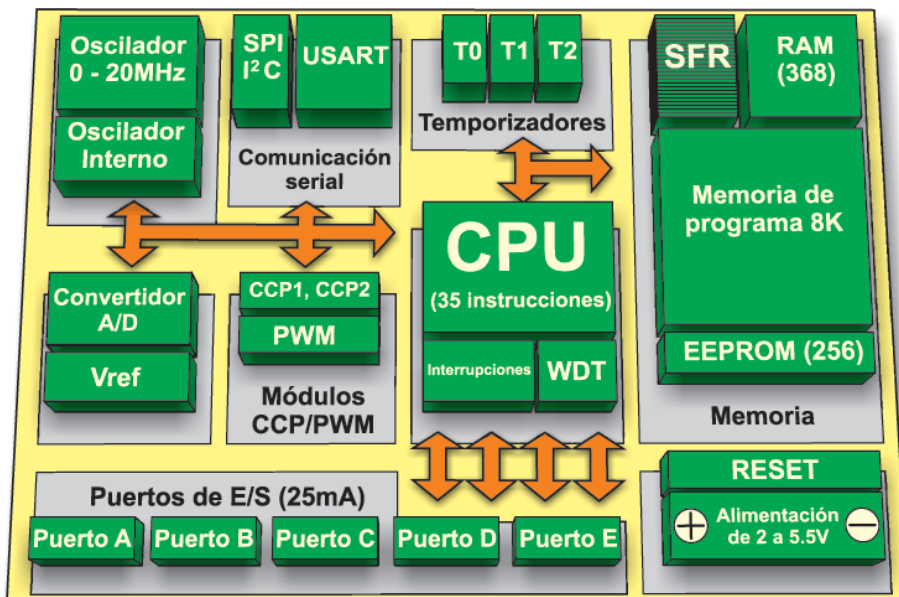 Oscilador
0 - 20MHz
Oscilador
Interno
SPI
I²C
USART
Comunicación
serial
T0
T1
T2
Temporizadores
SFR
RAM
(368)
Memoria de
programa 8K
EEPROM (256)
Memoria
CPU
(35 instrucciones)
Interrupciones
WDT
Convertidor
A/D
Vref
CCP1, CCP2
PWM
Módulos
CCP/PWM
Puertos de E/S (25mA)
Puerto A
Puerto B
Puerto C
Puerto D
Puerto E
RESET
+
Alimentación
de 2 a 5.5V
−